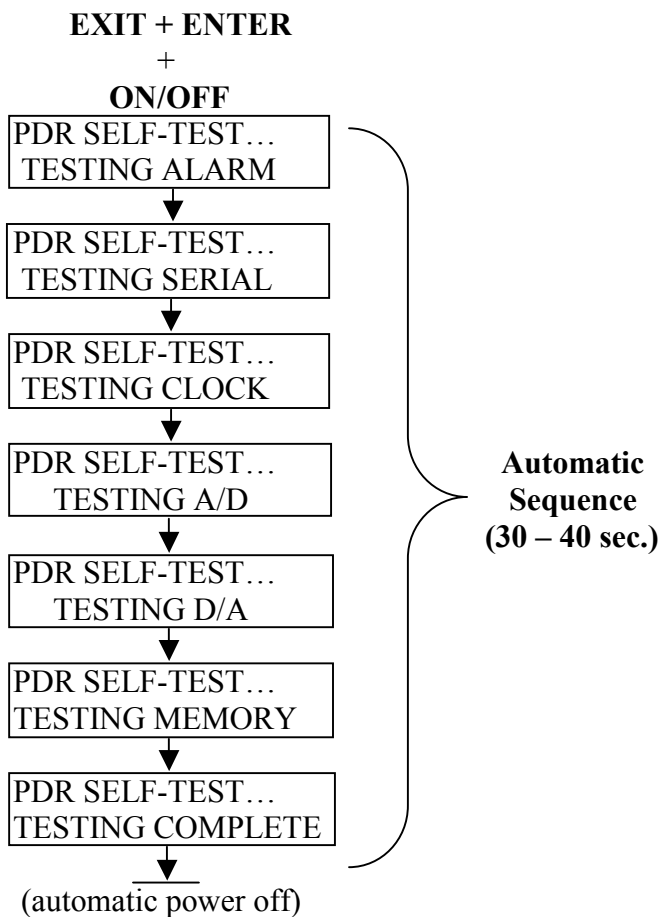 EXIT + ENTER
+
ON/OFF
PDR SELF-TEST…
TESTING ALARM
PDR SELF-TEST…
TESTING SERIAL
PDR SELF-TEST…
TESTING CLOCK
PDR SELF-TEST…
TESTING A/D
PDR SELF-TEST…
TESTING D/A
PDR SELF-TEST…
TESTING MEMORY
PDR SELF-TEST…
TESTING COMPLETE
(automatic power off)
Automatic
Sequence
(30 – 40 sec.)